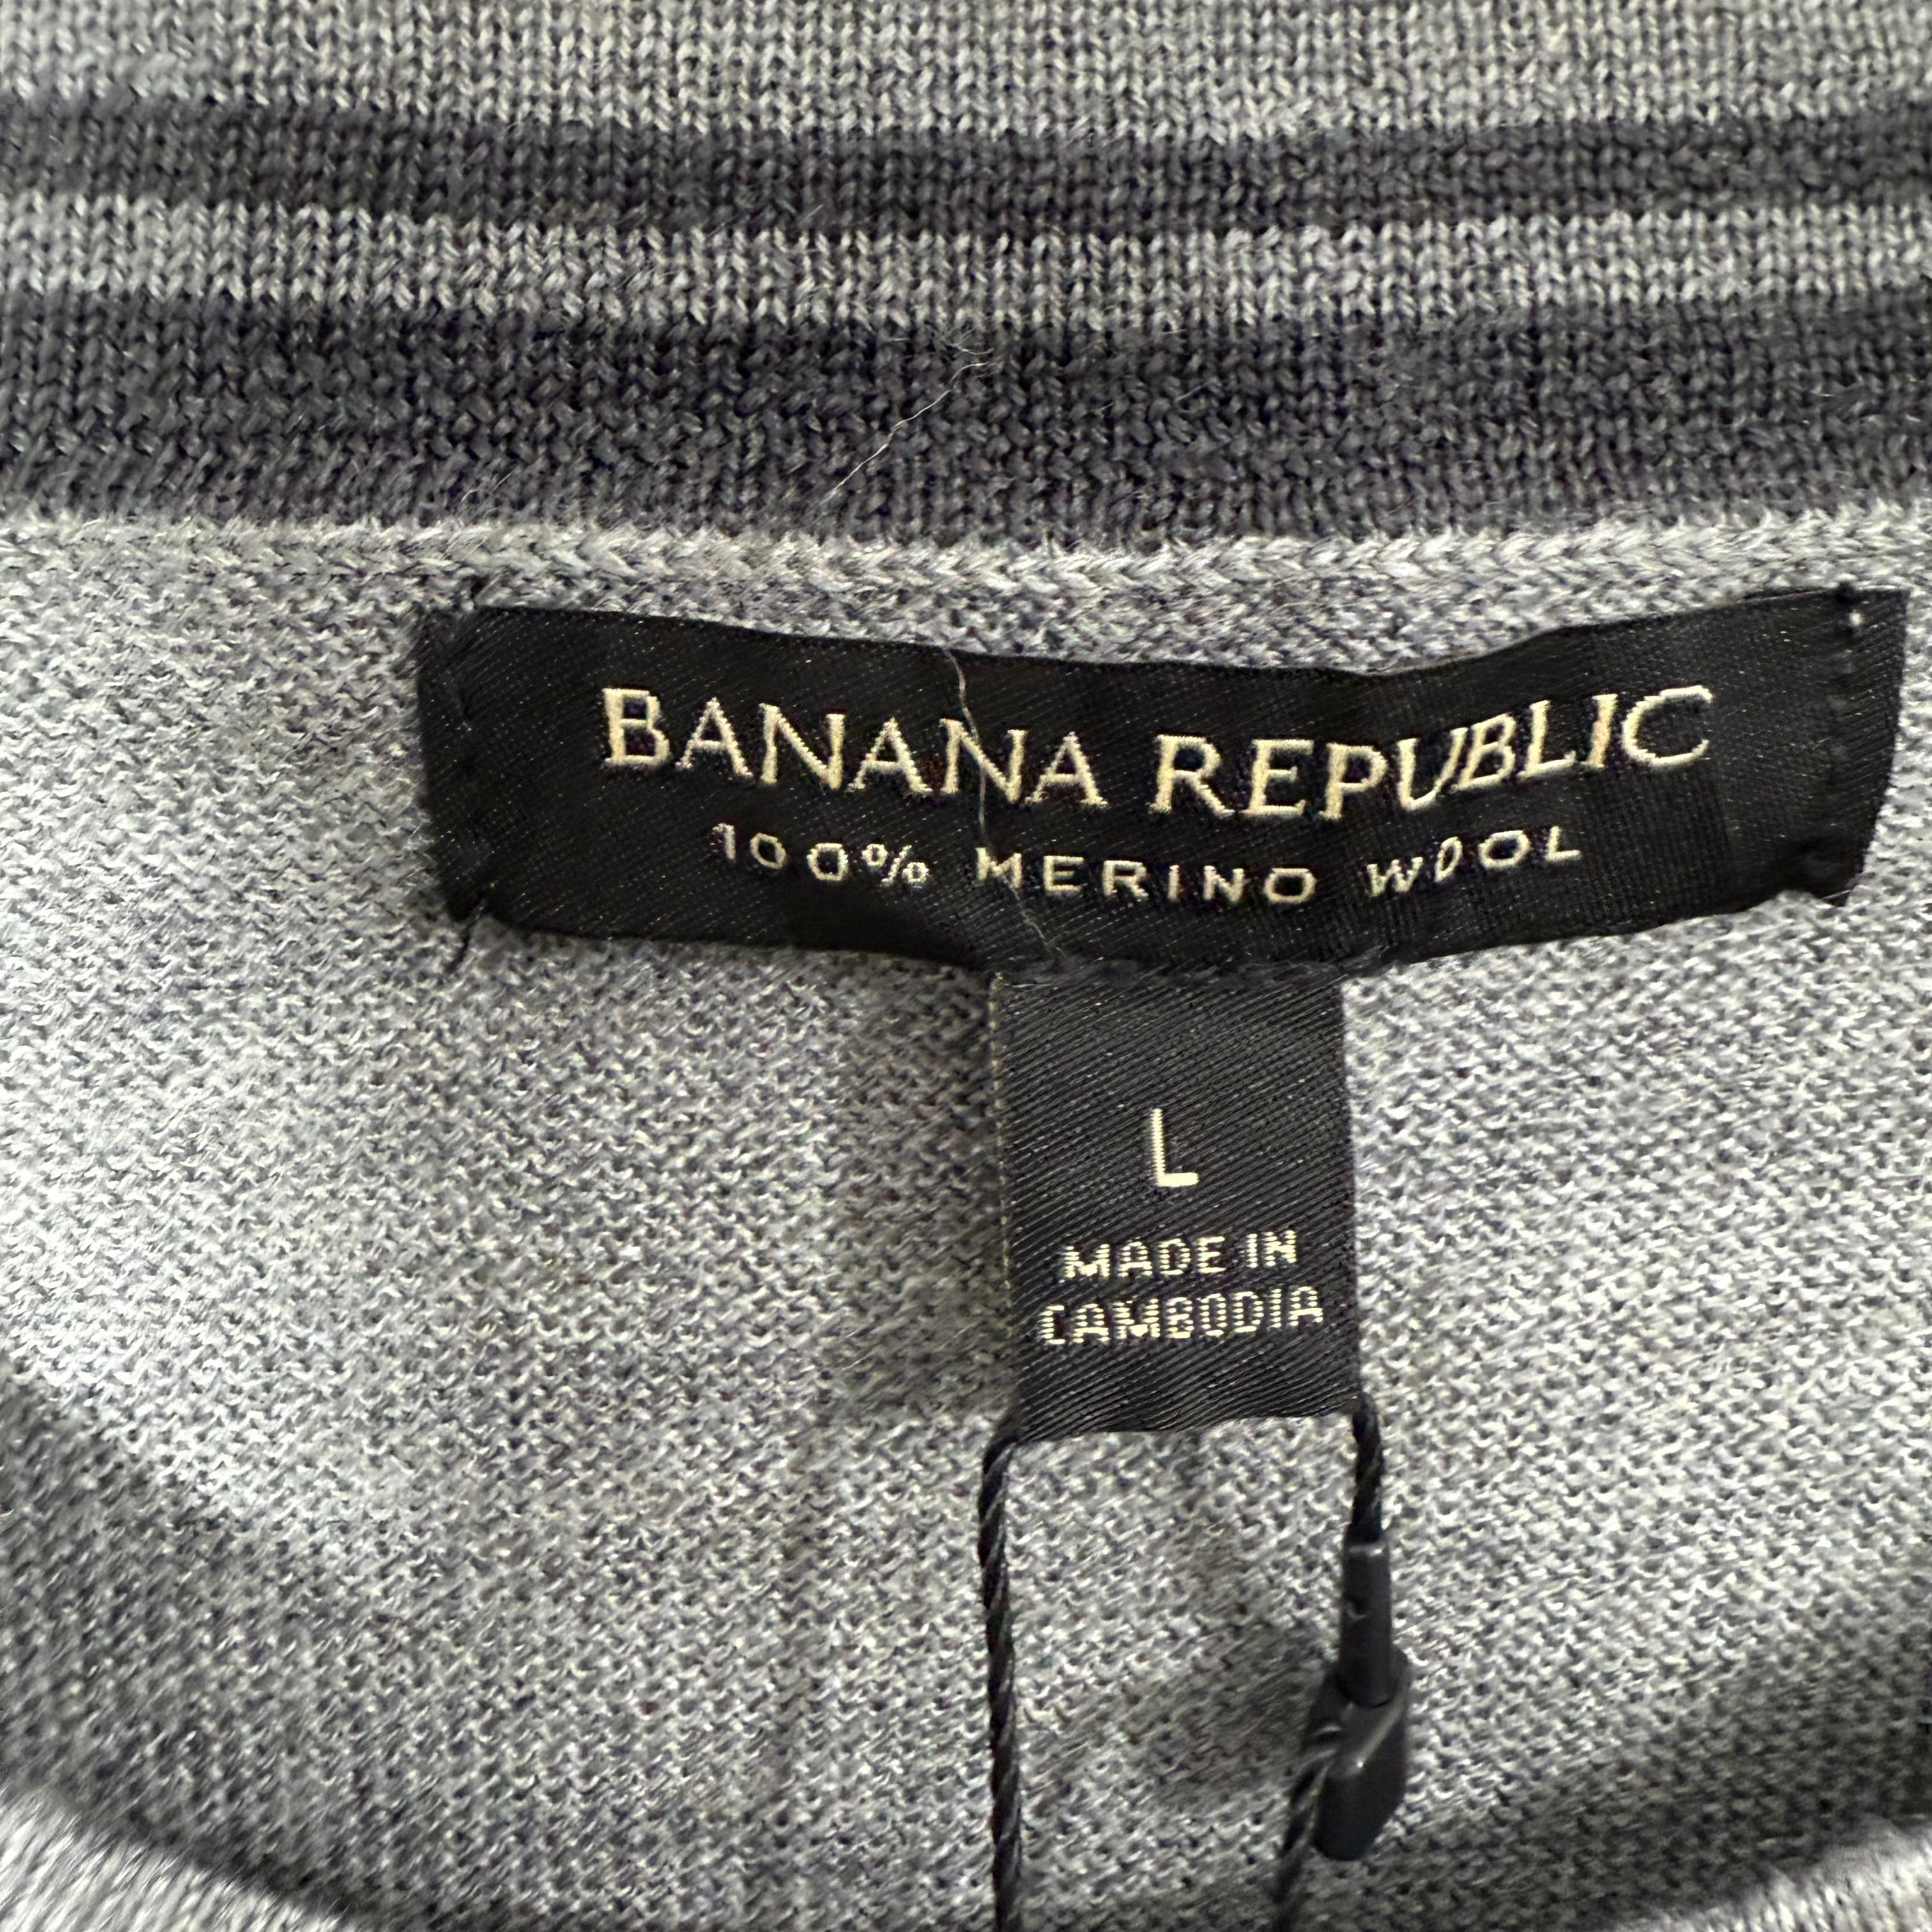 BANANA REPUBLIC
100% MERINO WOOL
L
MADE IN
CAMBODIA